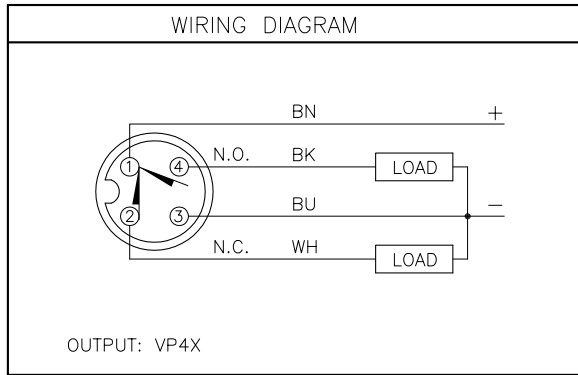 WIRING DIAGRAM
BN +
1 4 N.O. BK LOAD
BU −
2 3
N.C. WH LOAD
OUTPUT: VP4X